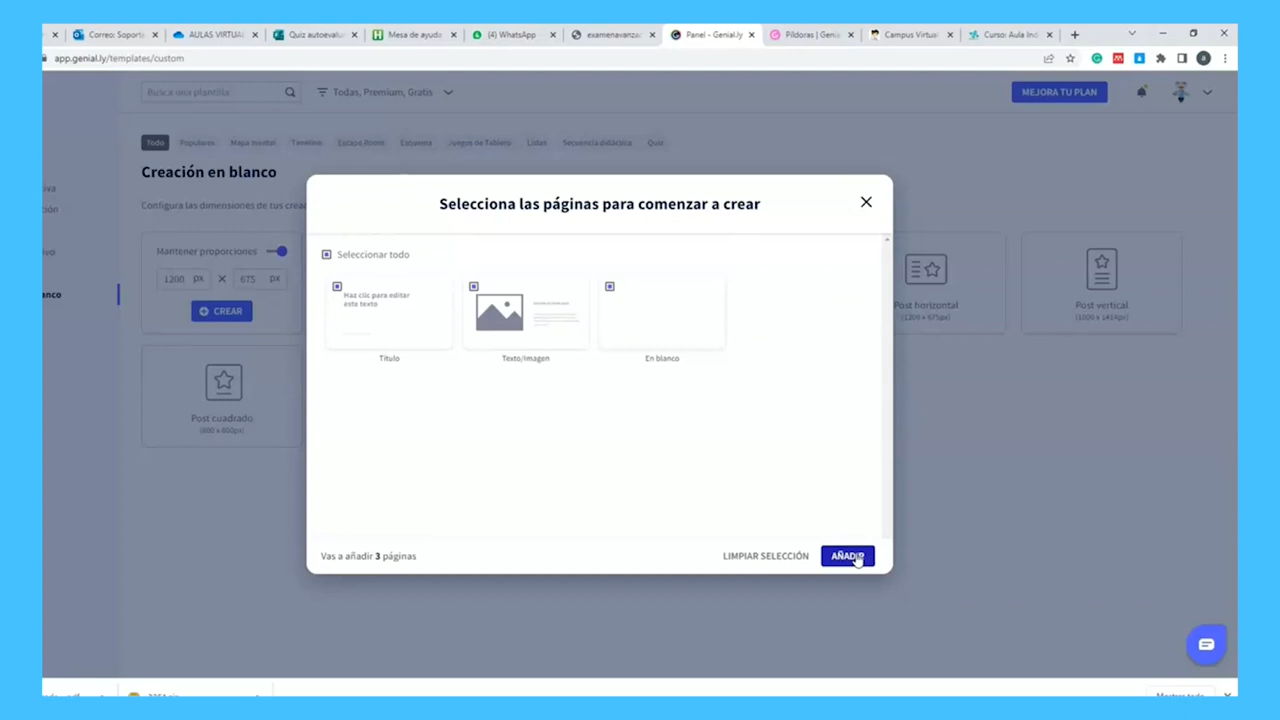 Correo: Soporte
AULAS VIRTUAL
Quiz autoevalu
Mesa de ayuda
(4) WhatsApp
examenavanza
Panel - Genial.ly
Píldoras | Genia
Campus Virtual
Curso: Aula Ind
app.genial.ly/templates/custom
Busca una plantilla
Todas, Premium, Gratis
MEJORA TU PLAN
Todo
Populares
Mapa mental
Timeline
Escape Room
Esquema
Juegos de Tablero
Listas
Secuencia didáctica
Quiz
Creación en blanco
Configura las dimensiones de tus crea
iva
ión
ivo
anco
Mantener proporciones
1200 px X 675 px
CREAR
Post horizontal
(1200 x 675px)
Post vertical
(1000 x 1414px)
Post cuadrado
(800 x 800px)
Selecciona las páginas para comenzar a crear
Seleccionar todo
Haz clic para editar
este texto
Título
Texto/Imagen
En blanco
Vas a añadir 3 páginas
LIMPIAR SELECCIÓN
AÑADIR